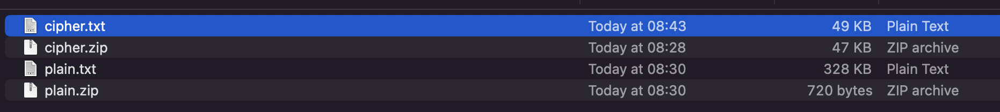 cipher.txt Today at 08:43 49 KB Plain Text
cipher.zip Today at 08:28 47 KB ZIP archive
plain.txt Today at 08:30 328 KB Plain Text
plain.zip Today at 08:30 720 bytes ZIP archive